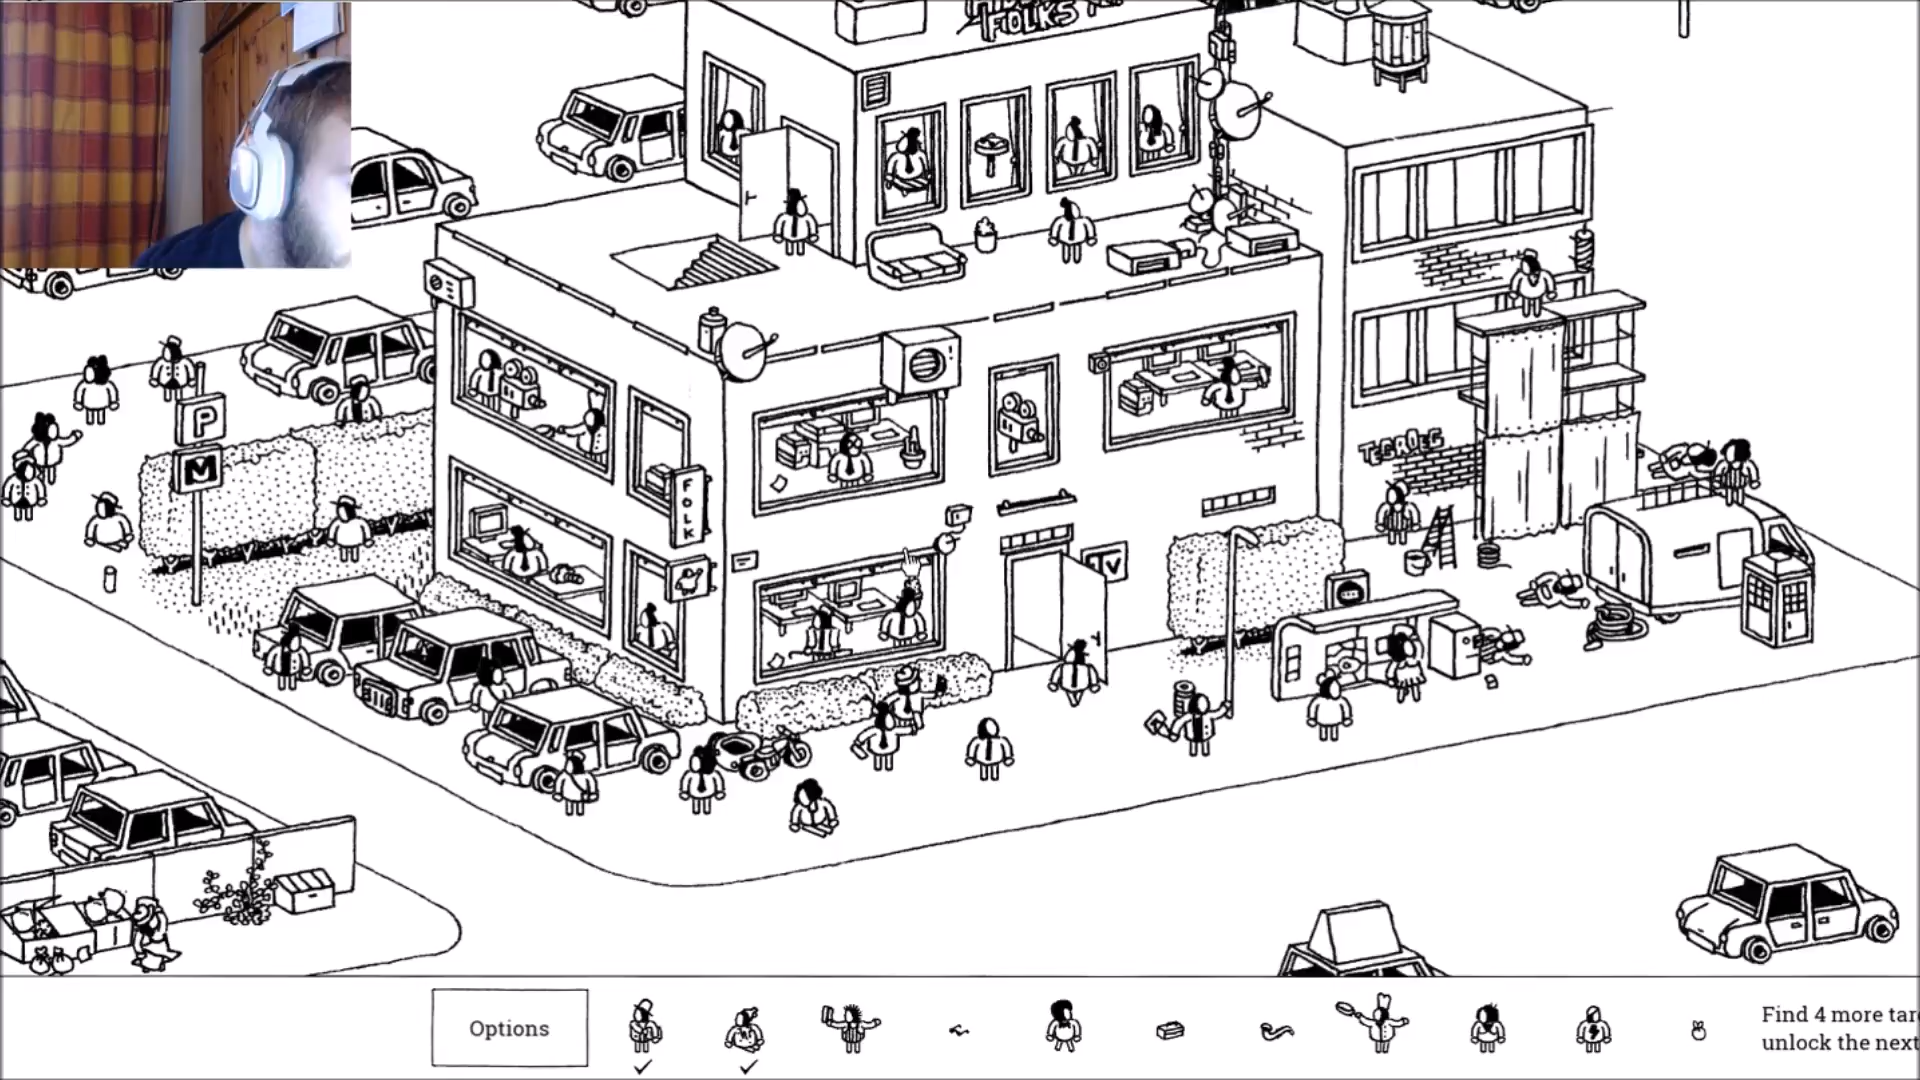 FOLKS
P
M
FOLK
TV
TEGROEG
Options
Find 4 more tar
unlock the next